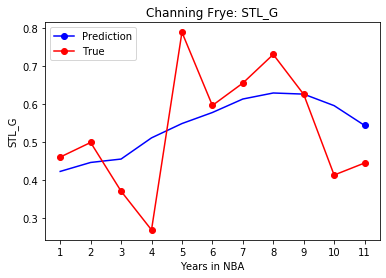 Channing Frye: STL_G
Prediction
True
0.8
0.7
0.6
0.5
0.4
0.3
STL_G
1 2 3 4 5 6 7 8 9 10 11
Years in NBA